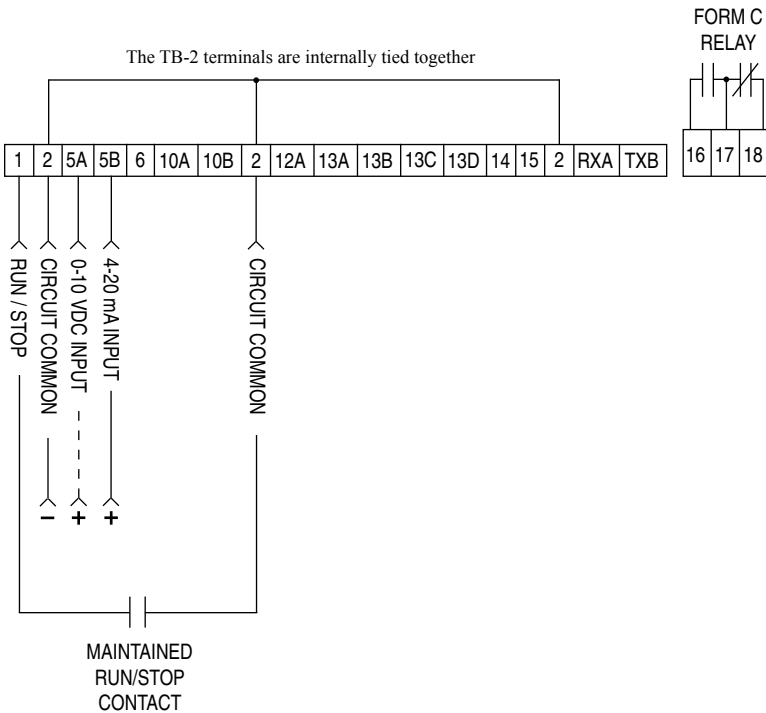 FORM C
RELAY
The TB-2 terminals are internally tied together
1 2 5A 5B 6 10A 10B 2 12A 13A 13B 13C 13D 14 15 2 RXA TXB
16 17 18
RUN / STOP
CIRCUIT COMMON
0-10 VDC INPUT
4-20 mA INPUT
CIRCUIT COMMON
– + +
MAINTAINED
RUN/STOP
CONTACT